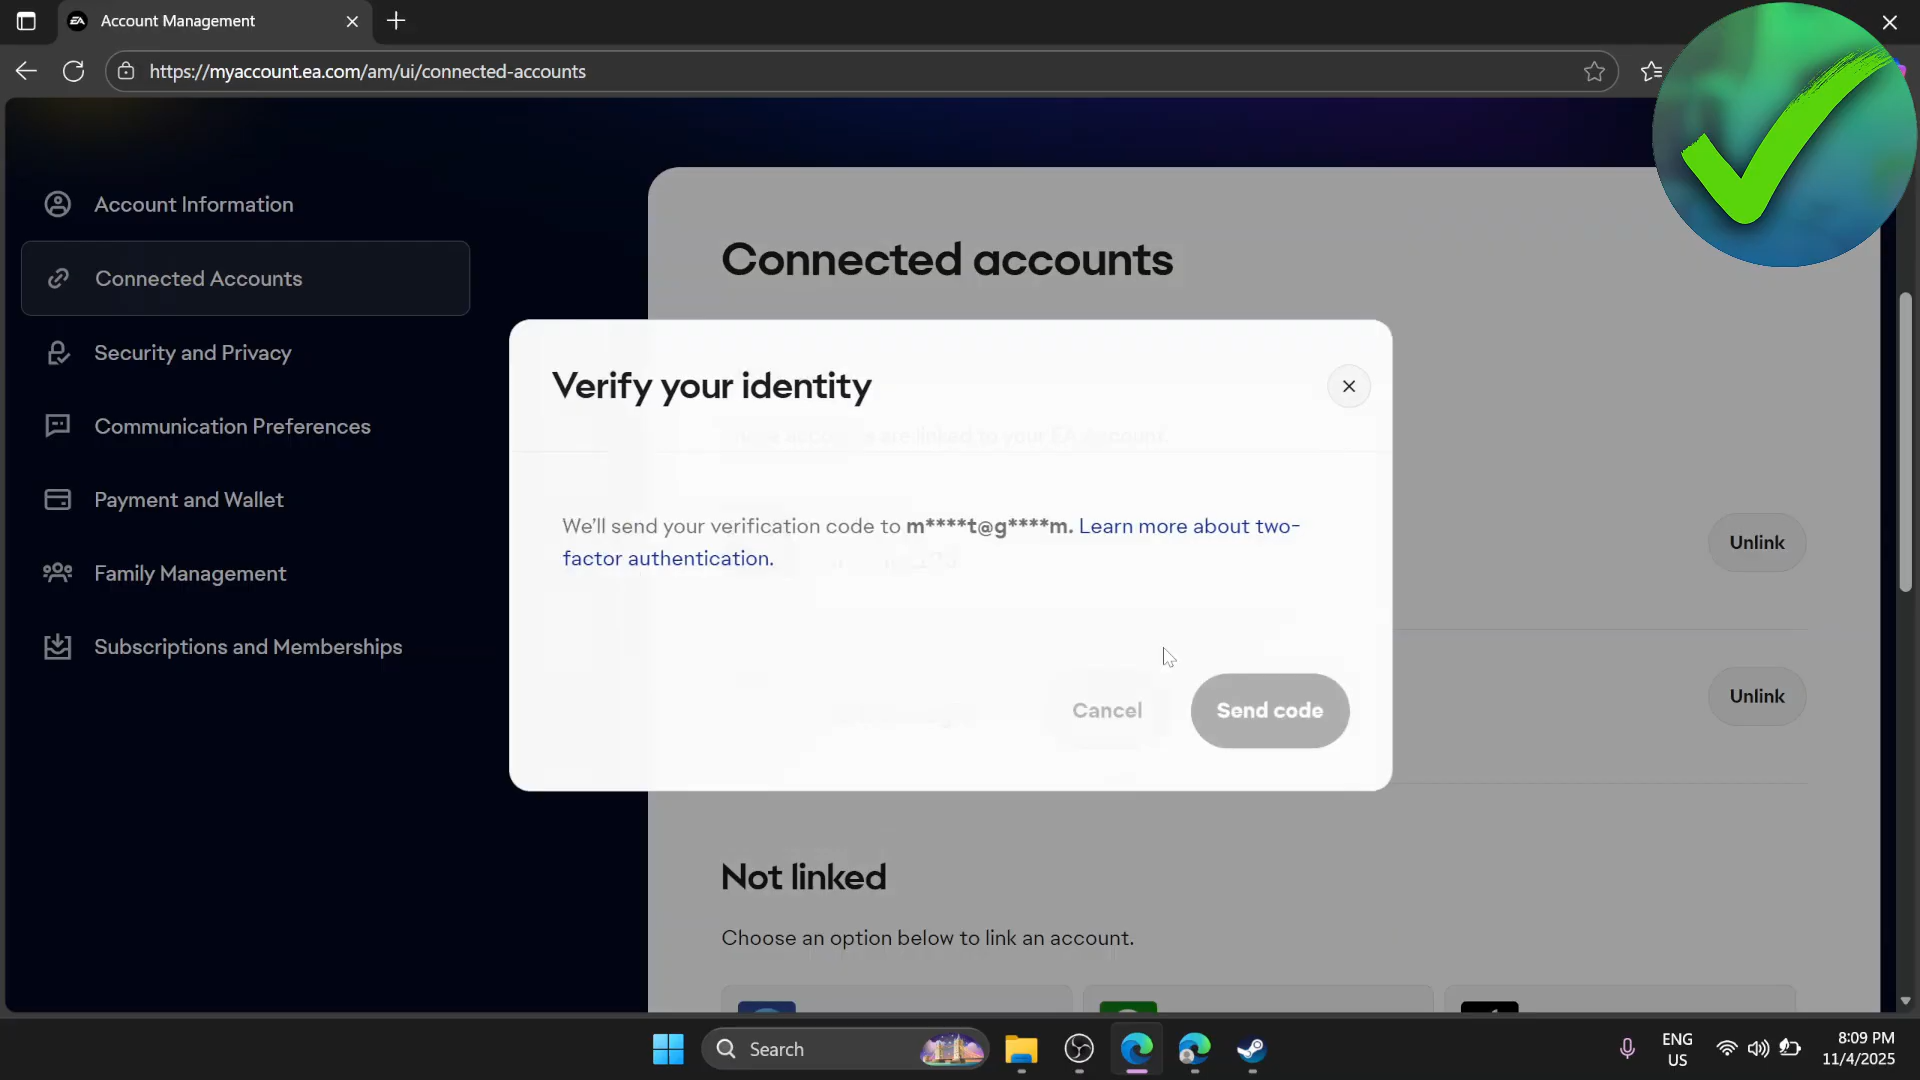 Account Management
https://myaccount.ea.com/am/ui/connected-accounts
Account Information
Connected Accounts
Security and Privacy
Communication Preferences
Payment and Wallet
Family Management
Subscriptions and Memberships
Connected accounts
Verify your identity
We'll send your verification code to m****t@g****m. Learn more about two-
factor authentication.
Cancel
Send code
Unlink
Unlink
Not linked
Choose an option below to link an account.
Search
ENG
US
8:09 PM
11/4/2025